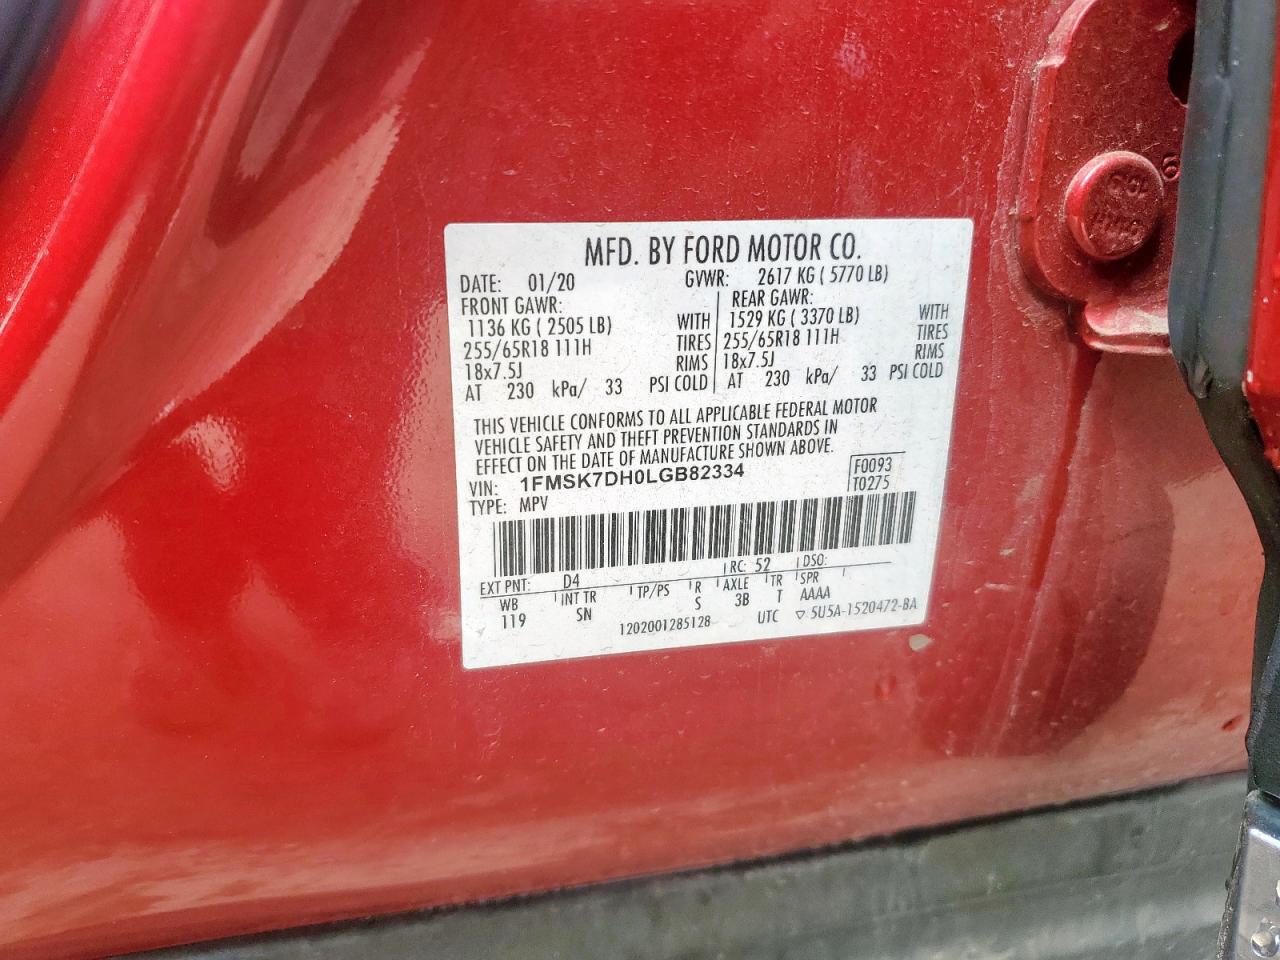 MFD. BY FORD MOTOR CO.
DATE: 01/20 GVWR: 2617 KG ( 5770 LB)
FRONT GAWR: REAR GAWR:
1136 KG ( 2505 LB) WITH 1529 KG ( 3370 LB) WITH
255/65R18 111H TIRES 255/65R18 111H TIRES
18x7.5J RIMS 18x7.5J RIMS
AT 230 kPa/ 33 PSI COLD AT 230 kPa/ 33 PSI COLD
THIS VEHICLE CONFORMS TO ALL APPLICABLE FEDERAL MOTOR
VEHICLE SAFETY AND THEFT PREVENTION STANDARDS IN
EFFECT ON THE DATE OF MANUFACTURE SHOWN ABOVE.
VIN: 1FMSK7DH0LGB82334 F0093
TYPE: MPV T0275
EXT PNT: D4 RC: 52 DSO:
WB INT TR TP/PS R AXLE TR SPR
119 SN S 3B T AAAA
1202001285128 UTC ▽ 5U5A-1520472-BA